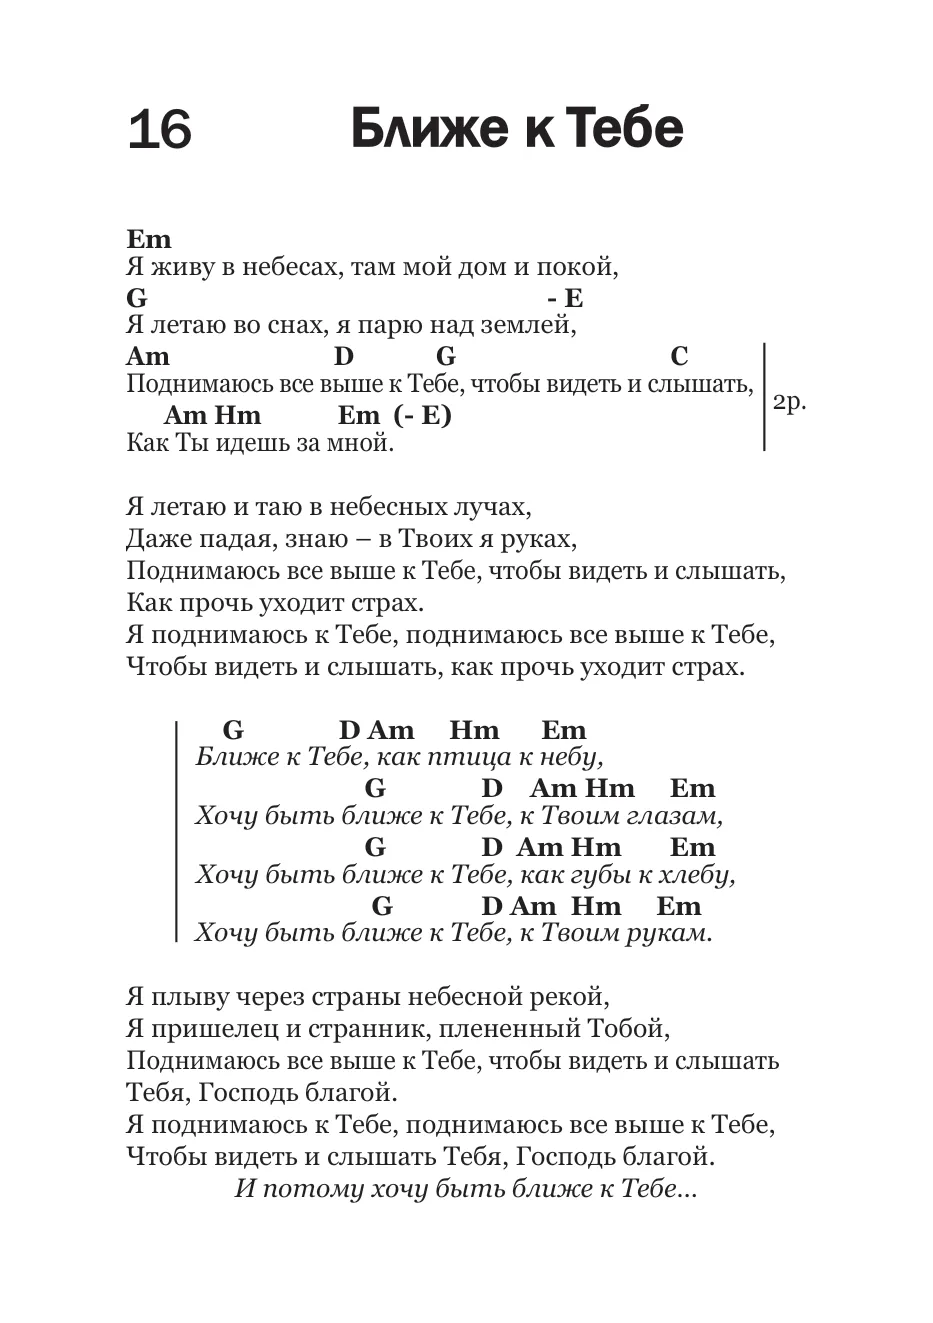 16 Ближе к Тебе
Em
Я живу в небесах, там мой дом и покой,
G - E
Я летаю во снах, я парю над землей,
Am D G C
Поднимаюсь все выше к Тебе, чтобы видеть и слышать,
2р.
Am Hm Em (- E)
Как Ты идешь за мной.
Я летаю и таю в небесных лучах,
Даже падая, знаю – в Твоих я руках,
Поднимаюсь все выше к Тебе, чтобы видеть и слышать,
Как прочь уходит страх.
Я поднимаюсь к Тебе, поднимаюсь все выше к Тебе,
Чтобы видеть и слышать, как прочь уходит страх.
G D Am Hm Em
Ближе к Тебе, как птица к небу,
G D Am Hm Em
Хочу быть ближе к Тебе, к Твоим глазам,
G D Am Hm Em
Хочу быть ближе к Тебе, как губы к хлебу,
G D Am Hm Em
Хочу быть ближе к Тебе, к Твоим рукам.
Я плыву через страны небесной рекой,
Я пришелец и странник, плененный Тобой,
Поднимаюсь все выше к Тебе, чтобы видеть и слышать
Тебя, Господь благой.
Я поднимаюсь к Тебе, поднимаюсь все выше к Тебе,
Чтобы видеть и слышать Тебя, Господь благой.
И потому хочу быть ближе к Тебе...